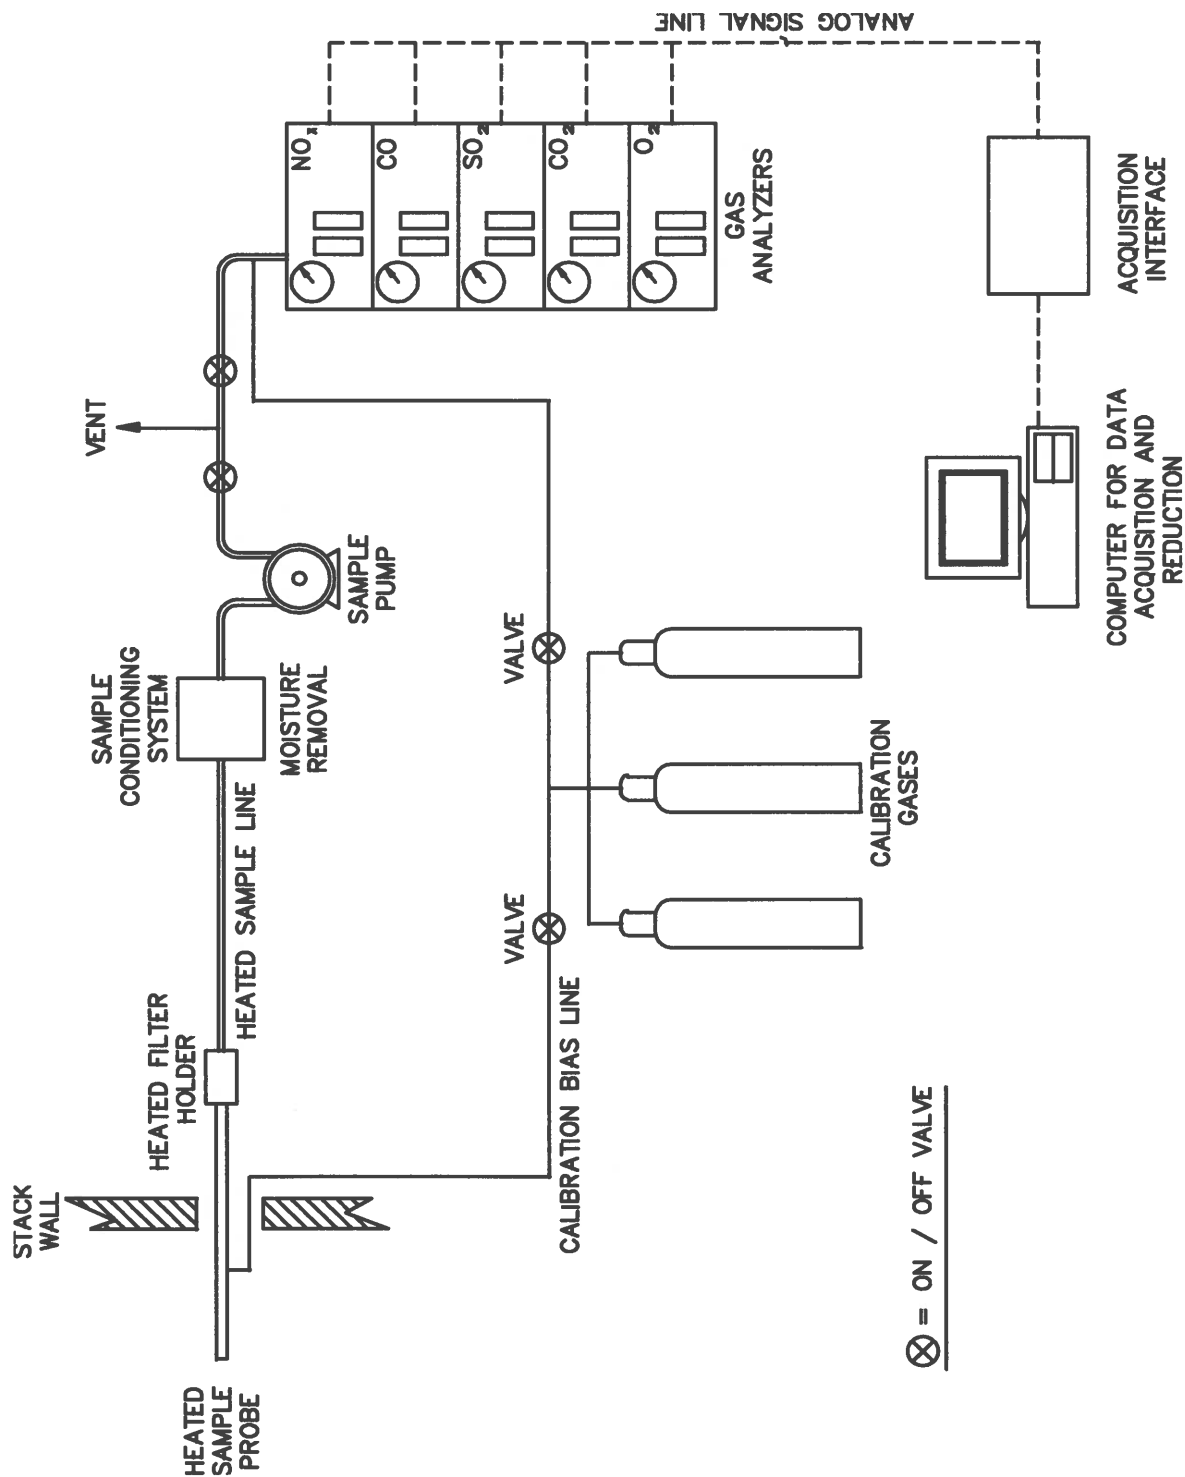 STACK
WALL
HEATED
SAMPLE
PROBE
HEATED FILTER
HOLDER
HEATED SAMPLE LINE
SAMPLE
CONDITIONING
SYSTEM
MOISTURE
REMOVAL
SAMPLE
PUMP
VENT
NOx
CO
SO2
CO2
O2
GAS
ANALYZERS
ANALOG SIGNAL LINE
CALIBRATION BIAS LINE
VALVE
VALVE
CALIBRATION
GASES
COMPUTER FOR DATA
ACQUISITION AND
REDUCTION
ACQUISITION
INTERFACE
= ON / OFF VALVE